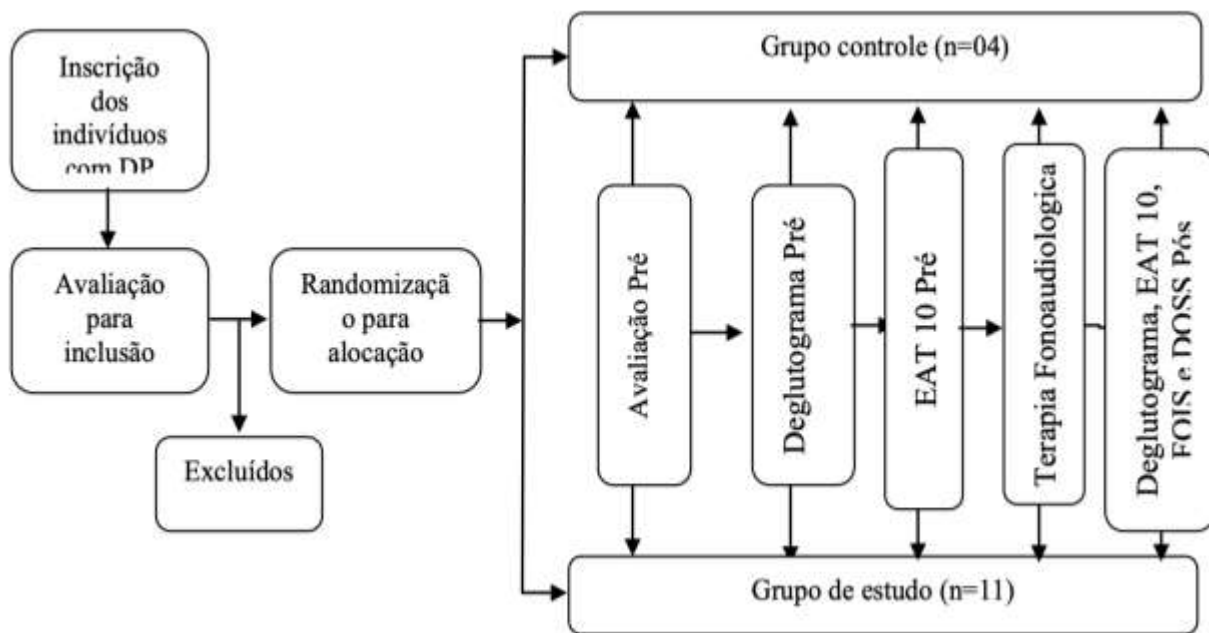 Inscrição
dos
indivíduos
com DP
Avaliação
para
inclusão
Excluídos
Randomizaçã
o para
alocação
Grupo controle (n=04)
Avaliação Pré
Deglutograma Pré
EAT 10 Pré
Terapia Fonoaudiologica
Deglutograma, EAT 10,
FOIS e DOSS Pós
Grupo de estudo (n=11)